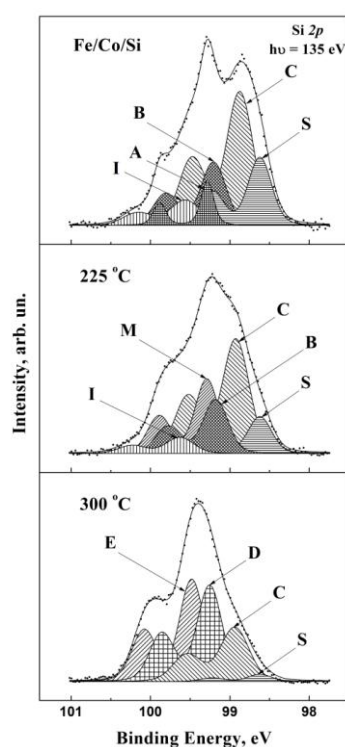 Fe/Co/Si
Si 2p
hυ = 135 eV
C
B
A
S
I
225 °C
C
M
B
I
S
300 °C
E
D
C
S
Intensity, arb. un.
101 100 99 98
Binding Energy, eV